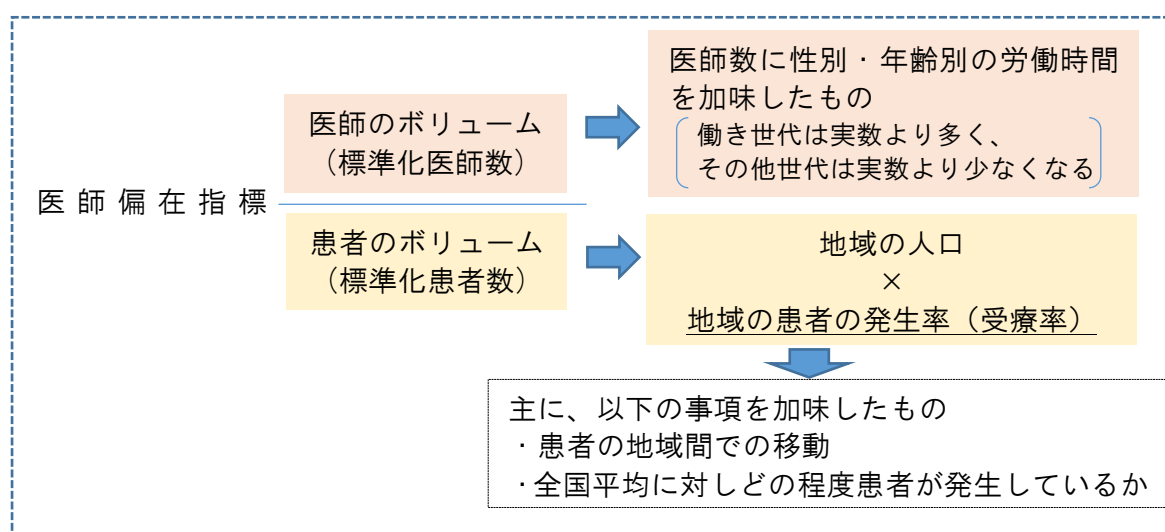 医師偏在指標
医師のボリューム
（標準化医師数）
医師数に性別・年齢別の労働時間
を加味したもの
働き世代は実数より多く、
その他世代は実数より少なくなる
患者のボリューム
（標準化患者数）
地域の人口
×
地域の患者の発生率（受療率）
主に、以下の事項を加味したもの
・患者の地域間での移動
・全国平均に対しどの程度患者が発生しているか